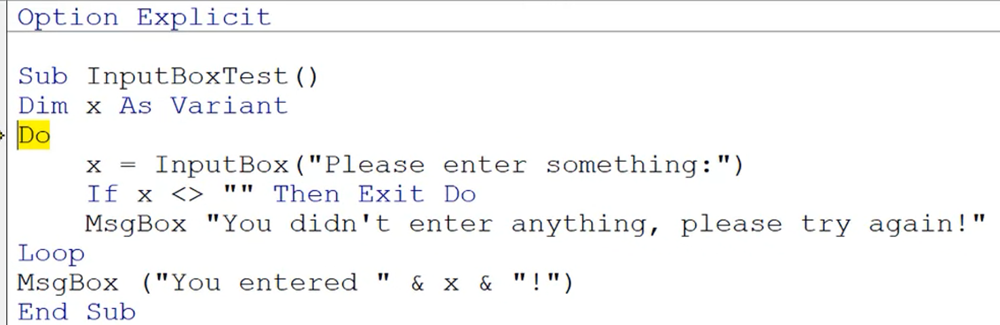 Option Explicit
Sub InputBoxTest()
Dim x As Variant
Do
x = InputBox("Please enter something:")
If x <> "" Then Exit Do
MsgBox "You didn't enter anything, please try again!"
Loop
MsgBox ("You entered " & x & "!")
End Sub